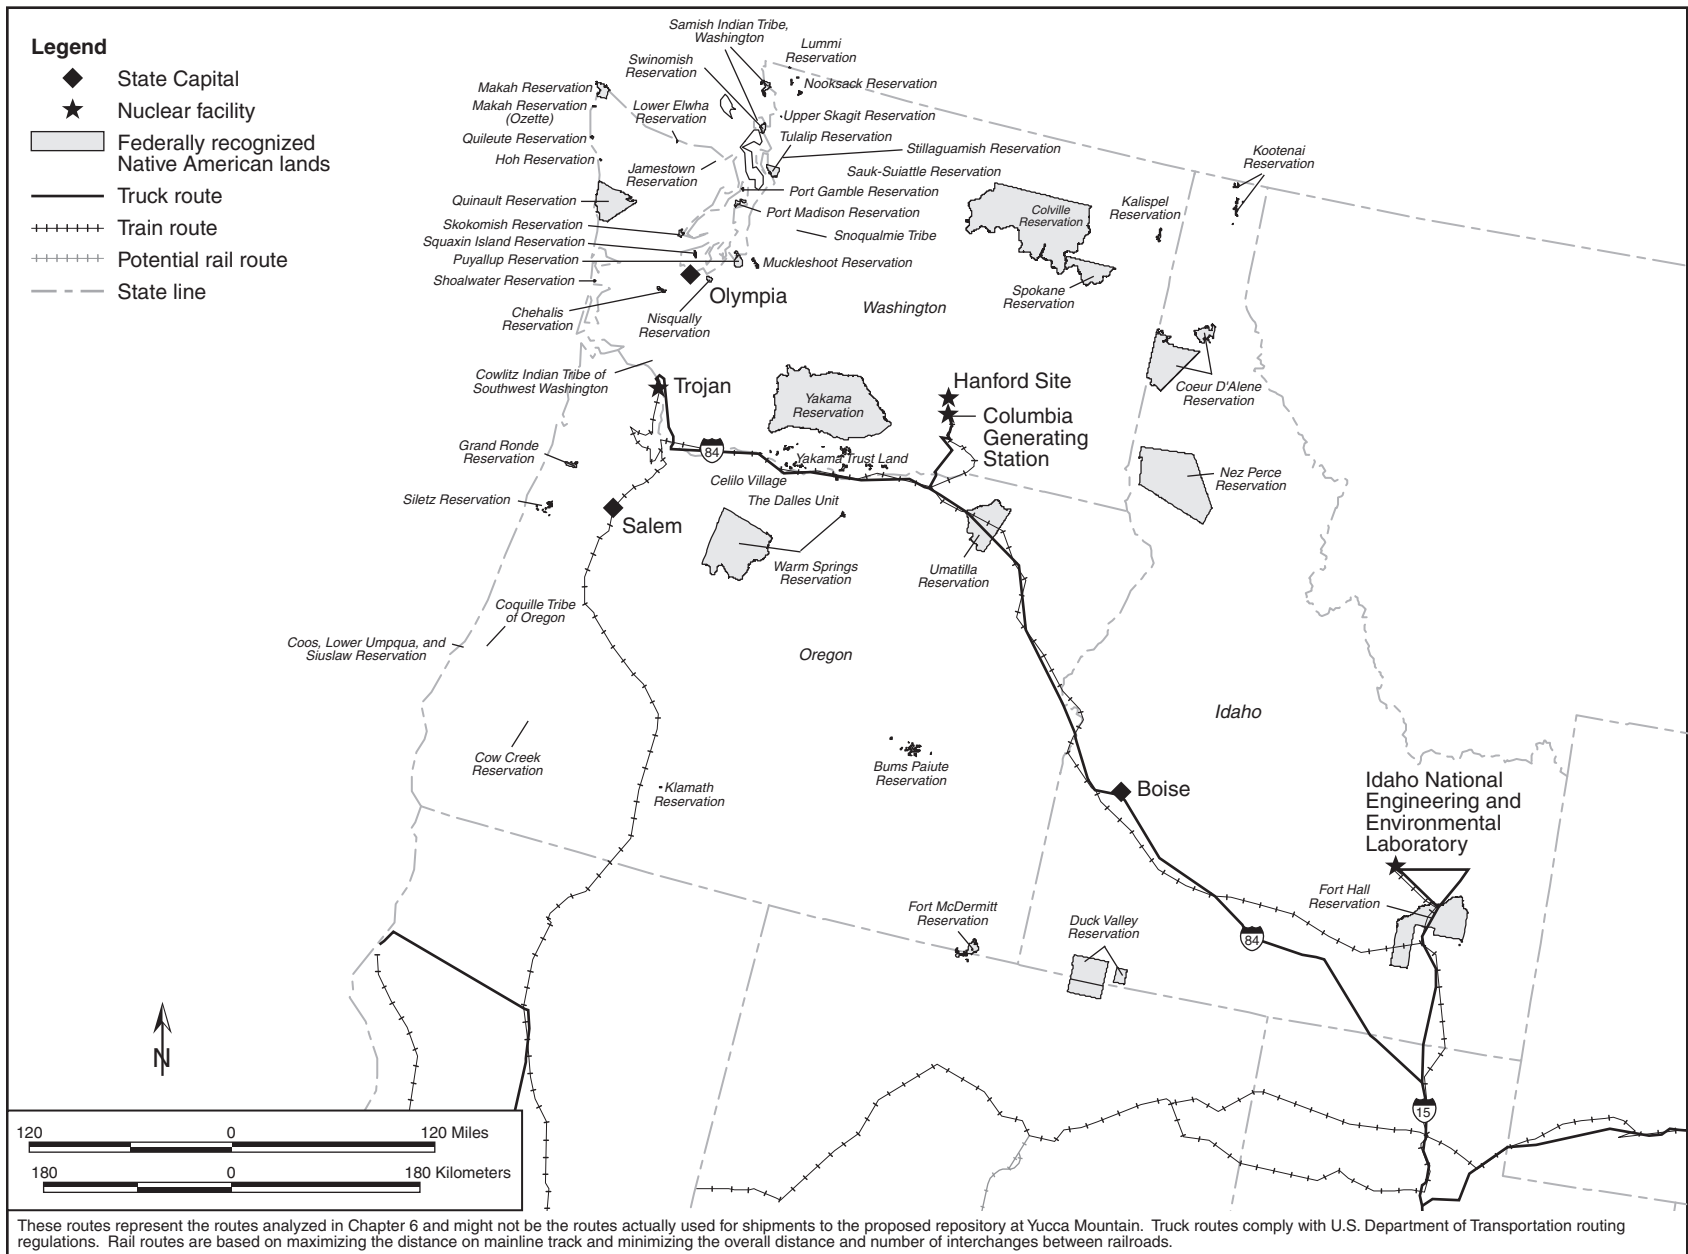 Legend
State Capital
Nuclear facility
Federally recognized
Native American lands
Truck route
Train route
Potential rail route
State line
Samish Indian Tribe,
Washington
Lummi
Reservation
Swinomish
Reservation
Nooksack Reservation
Makah Reservation
Makah Reservation
(Ozette)
Lower Elwha
Reservation
Upper Skagit Reservation
Quileute Reservation
Tulalip Reservation
Stillaguamish Reservation
Hoh Reservation
Jamestown
Reservation
Sauk-Suiattle Reservation
Kootenai
Reservation
Quinault Reservation
Port Gamble Reservation
Port Madison Reservation
Colville
Reservation
Kalispel
Reservation
Skokomish Reservation
Snoqualmie Tribe
Squaxin Island Reservation
Puyallup Reservation
Muckleshoot Reservation
Shoalwater Reservation
Olympia
Spokane
Reservation
Chehalis
Reservation
Nisqually
Reservation
Washington
Cowlitz Indian Tribe of
Southwest Washington
Trojan
Yakama
Reservation
Hanford Site
Columbia
Generating
Station
Coeur D'Alene
Reservation
Grand Ronde
Reservation
84
Yakama Trust Land
Celilo Village
Nez Perce
Reservation
Siletz Reservation
The Dalles Unit
Salem
Warm Springs
Reservation
Umatilla
Reservation
Coquille Tribe
of Oregon
Coos, Lower Umpqua, and
Siuslaw Reservation
Oregon
Idaho
Cow Creek
Reservation
Klamath
Reservation
Bums Paiute
Reservation
Boise
Idaho National
Engineering and
Environmental
Laboratory
Fort Hall
Reservation
Fort McDermitt
Reservation
Duck Valley
Reservation
84
N
15
120 0 120 Miles
180 0 180 Kilometers
These routes represent the routes analyzed in Chapter 6 and might not be the routes actually used for shipments to the proposed repository at Yucca Mountain. Truck routes comply with U.S. Department of Transportation routing
regulations. Rail routes are based on maximizing the distance on mainline track and minimizing the overall distance and number of interchanges between railroads.